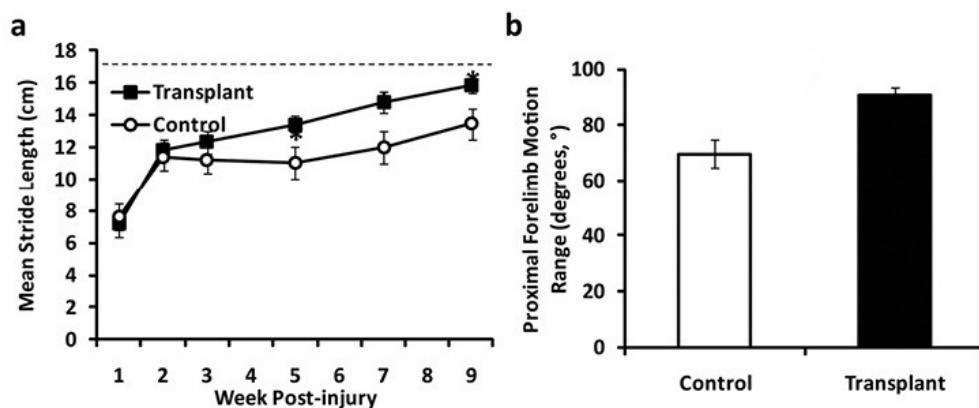 a
Mean Stride Length (cm)
18
16
14
12
10
8
6
4
2
0
Transplant
Control
*
*
1 2 3 4 5 6 7 8 9
Week Post-injury
b
Proximal Forelimb Motion
Range (degrees, °)
100
80
60
40
20
0
Control Transplant